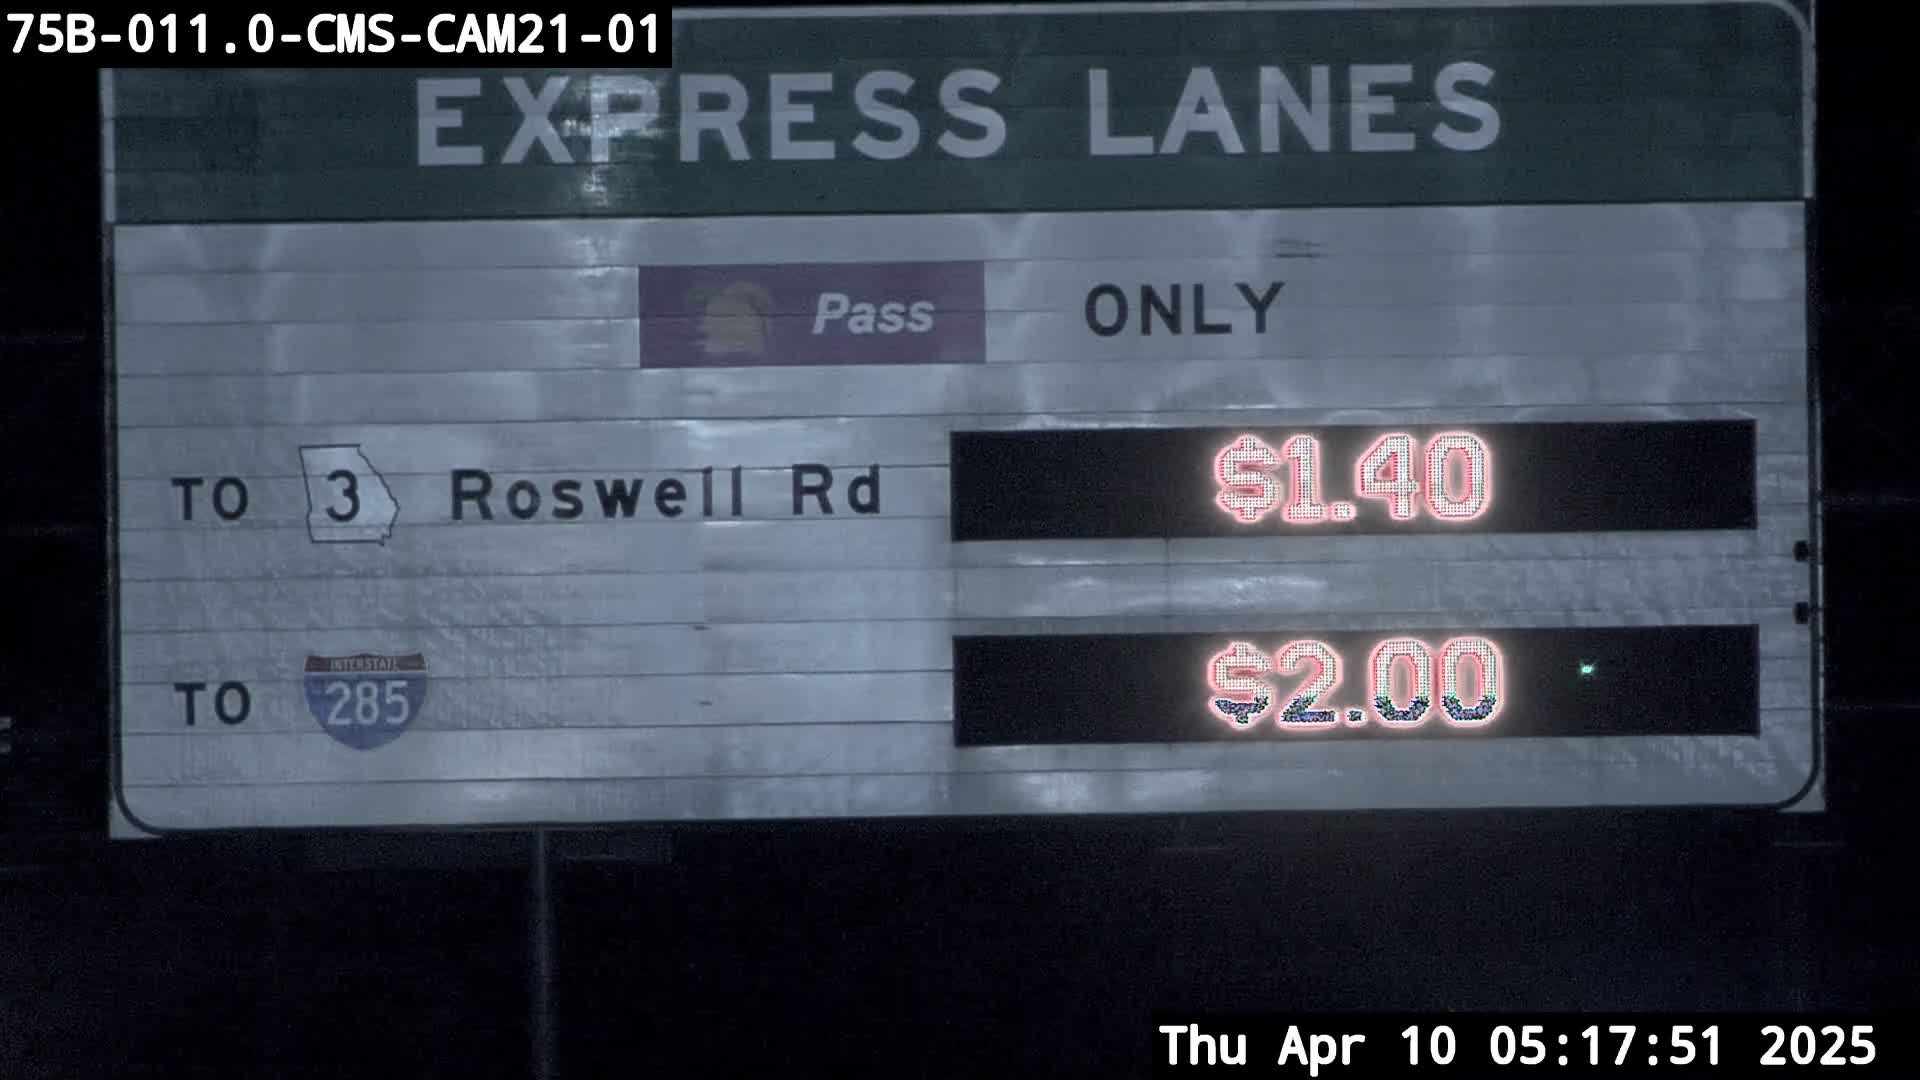 75B-011.0-CMS-CAM21-01
EXPRESS LANES
Pass ONLY
TO 3 Roswell Rd $1.40
INTERSTATE
TO 285 $2.00
Thu Apr 10 05:17:51 2025